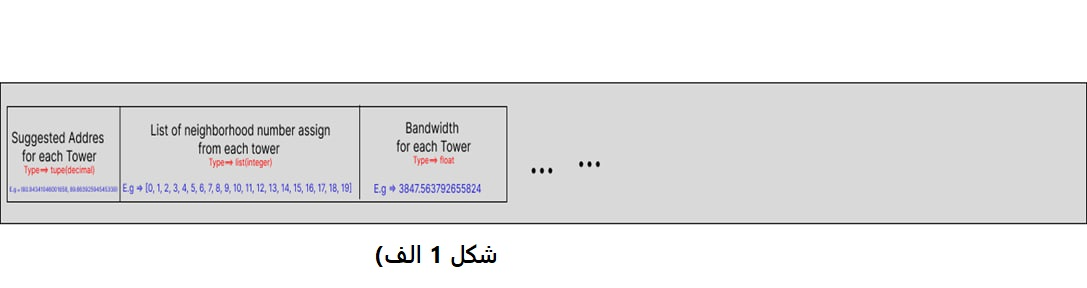 Suggested Addres
for each Tower
Type⇒ tupe(decimal)
List of neighborhood number assign
from each tower
Type⇒ list(integer)
E.g ⇒ [0, 1, 2, 3, 4, 5, 6, 7, 8, 9, 10, 11, 12, 13, 14, 15, 16, 17, 18, 19]
Bandwidth
for each Tower
Type⇒ float
E.g ⇒ 3847.563792655824
... ...
شکل 1 الف)